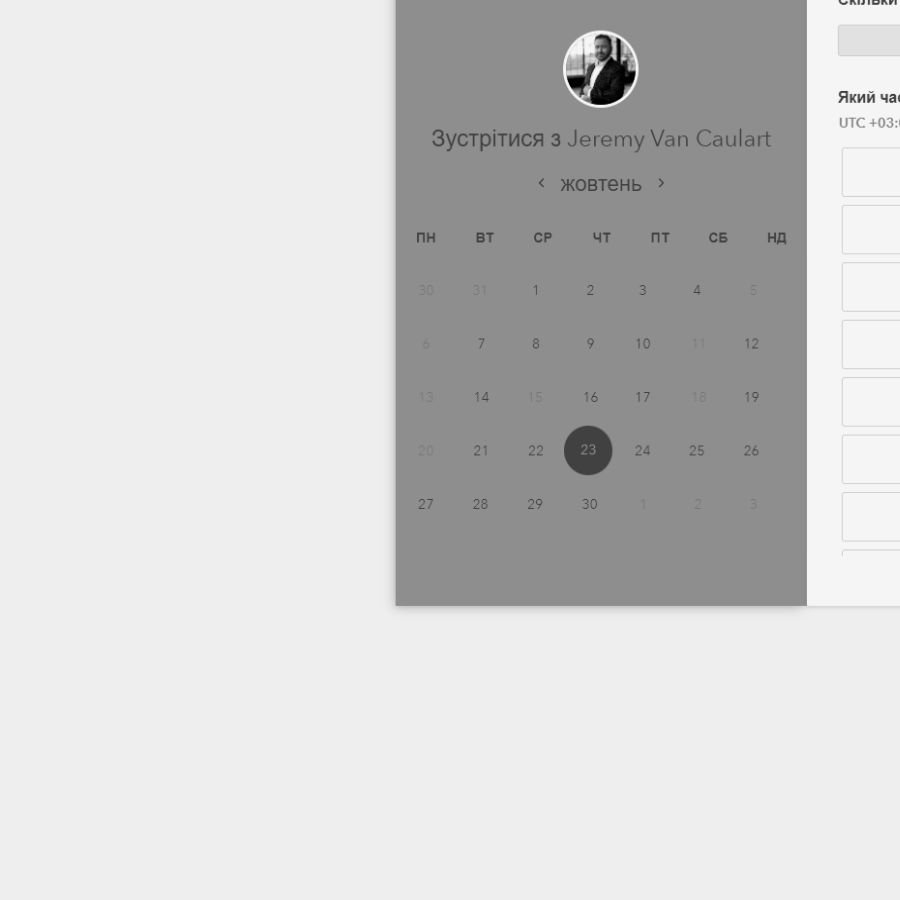 Зустрітися з Jeremy Van Caulart
жовтень
ПН ВТ СР ЧТ ПТ СБ НД
30 31 1 2 3 4 5
6 7 8 9 10 11 12
13 14 15 16 17 18 19
20 21 22 23 24 25 26
27 28 29 30 1 2 3
Скільки
Який
UTC +03: